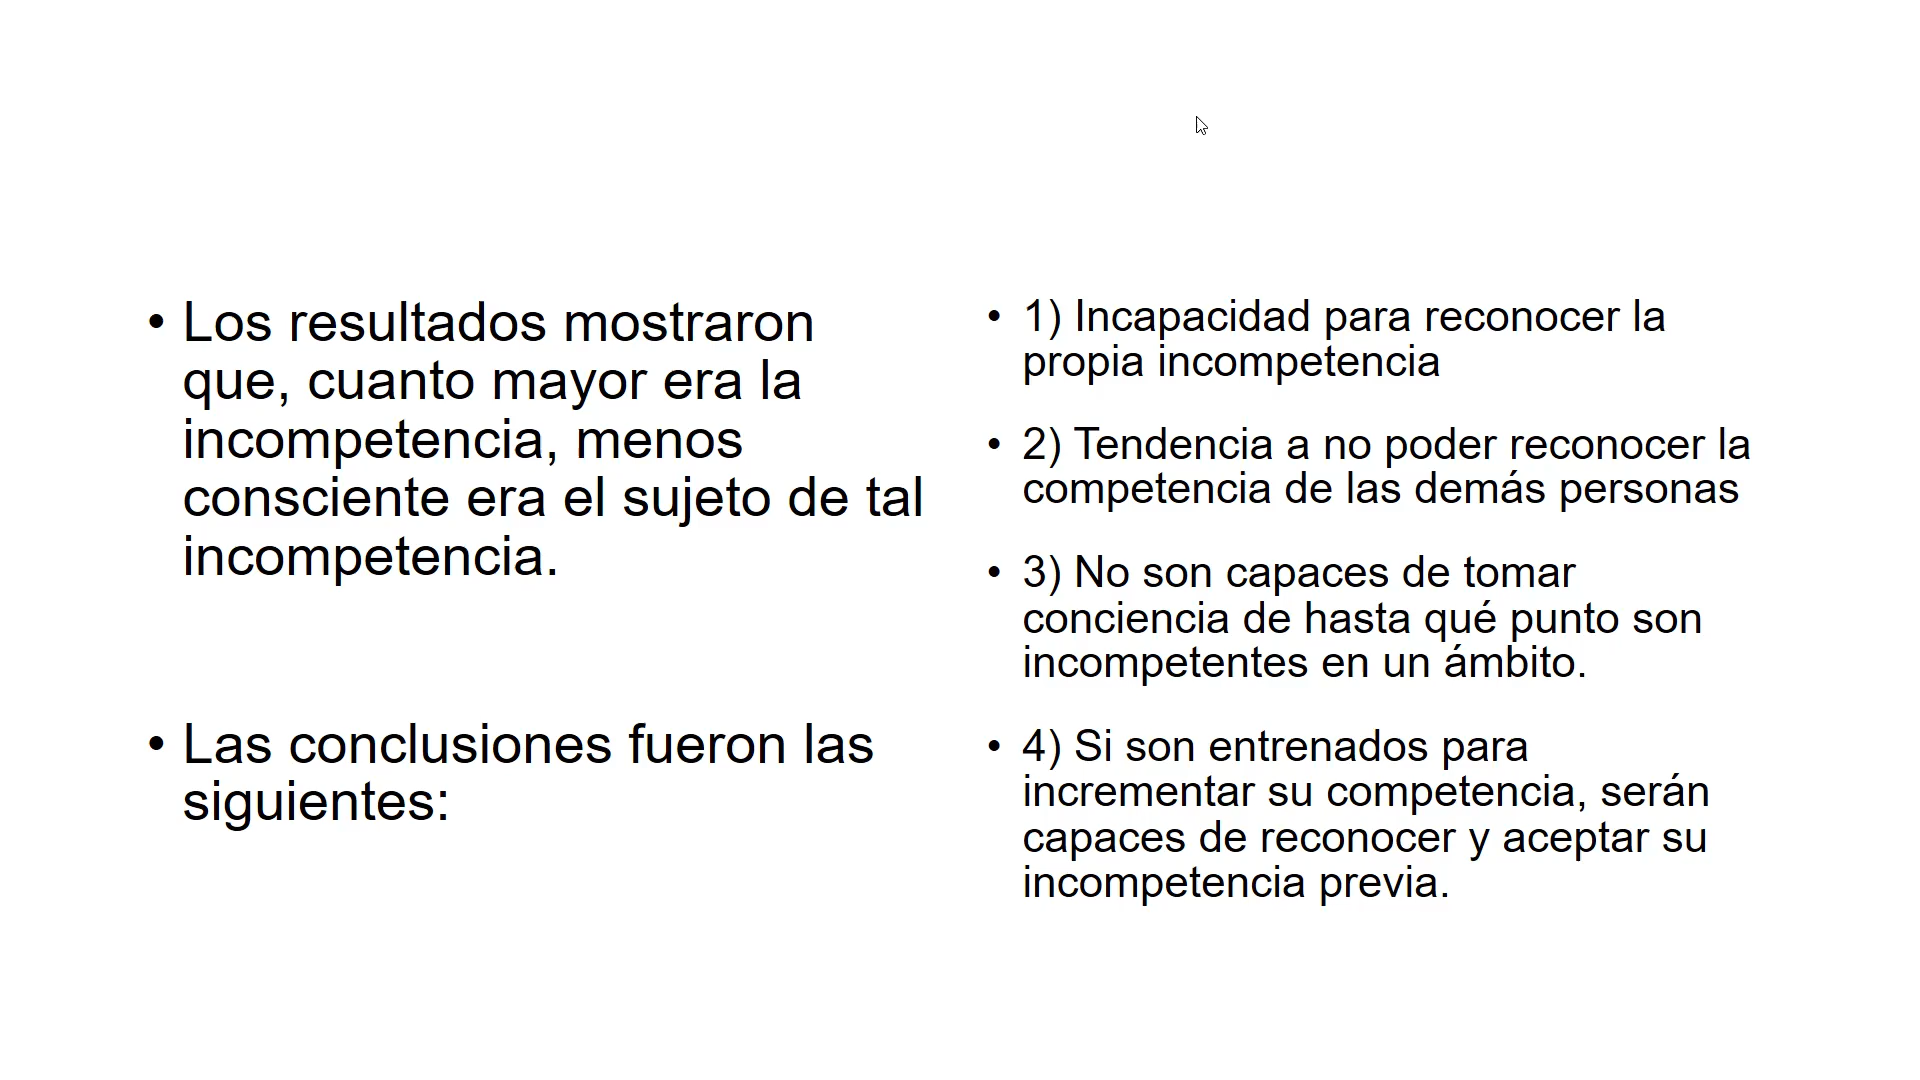 • Los resultados mostraron
que, cuanto mayor era la
incompetencia, menos
consciente era el sujeto de tal
incompetencia.
• Las conclusiones fueron las
siguientes:
• 1) Incapacidad para reconocer la
propia incompetencia
• 2) Tendencia a no poder reconocer la
competencia de las demás personas
• 3) No son capaces de tomar
conciencia de hasta qué punto son
incompetentes en un ámbito.
• 4) Si son entrenados para
incrementar su competencia, serán
capaces de reconocer y aceptar su
incompetencia previa.